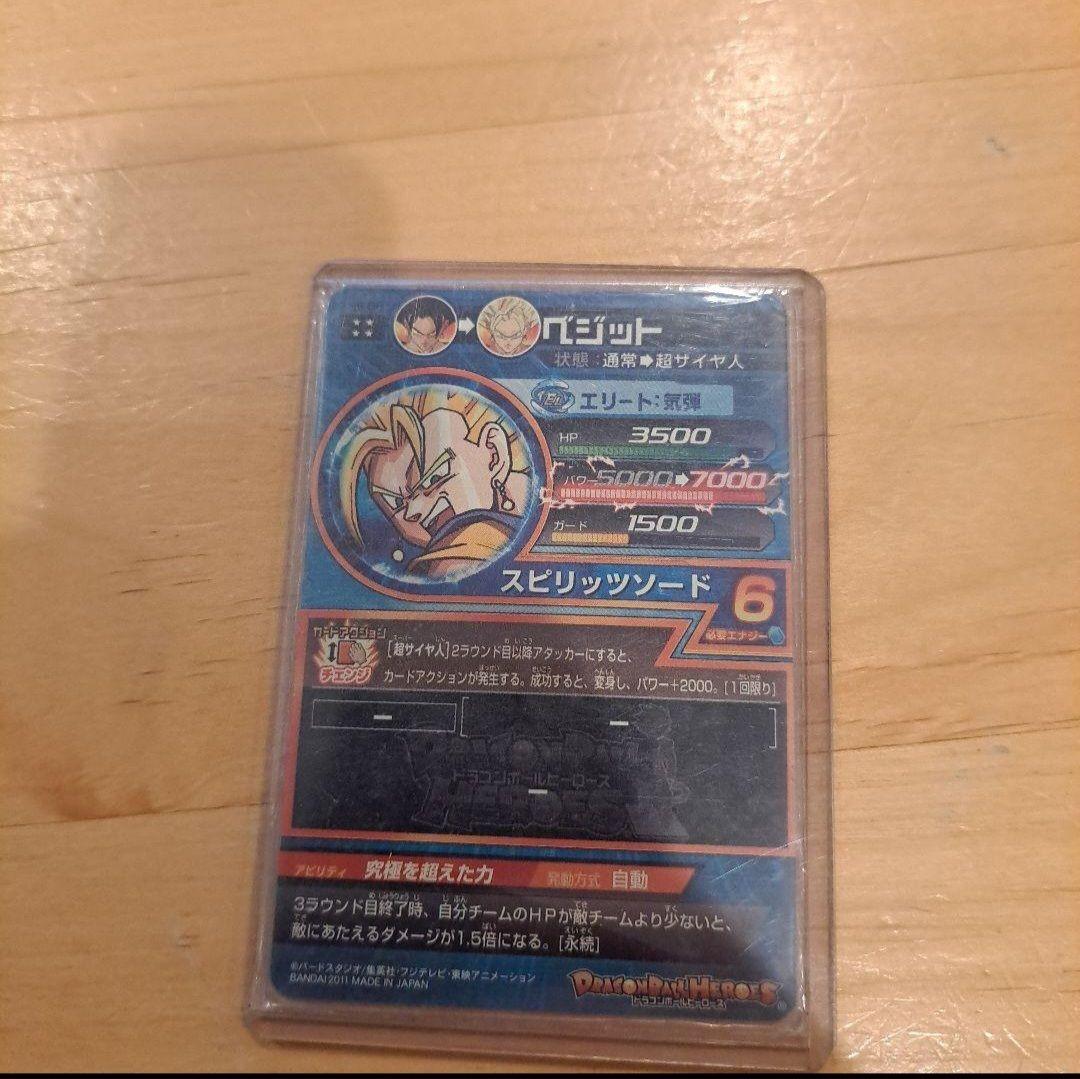 ベジット
状態:通常➡超サイヤ人
エリート:気弾
HP 3500
パワー 5000➡7000
ガード 1500
スピリッツソード 6
必要エナジー
カードアクション
チェンジ
[超サイヤ人]2ラウンド目以降アタッカーにすると、
カードアクションが発生する。成功すると、変身し、パワー+2000。[1回限り]
ー
ー
ー
DRAGON BALL
ドラゴンボールヒーローズ
HEROES
アビリティ 究極を超えた力 発動方式 自動
3ラウンド目終了時、自分チームのHPが敵チームより少ないと、
敵にあたえるダメージが1.5倍になる。[永続]
©バードスタジオ/集英社・フジテレビ・東映アニメーション
BANDAI 2011 MADE IN JAPAN
DRAGON BALL HEROES
ドラゴンボールヒーローズ